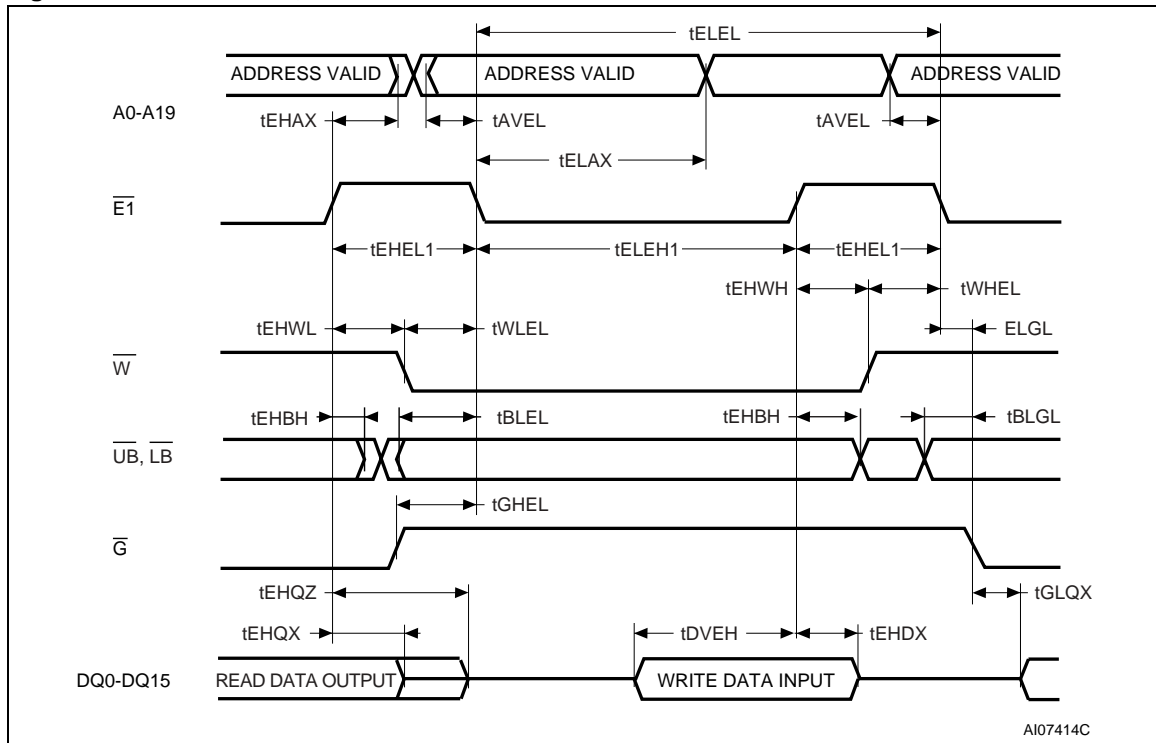 tELEL
ADDRESS VALID ADDRESS VALID ADDRESS VALID
A0-A19
tEHAX tAVEL tAVEL
tELAX
E1
tEHEL1 tELEH1 tEHEL1
tEHWH tWHEL
tEHWL tWLEL ELGL
W
tEHBH tBLEL tEHBH tBLGL
UB, LB
tGHEL
G
tEHQZ tGLQX
tEHQX tDVEH tEHDX
DQ0-DQ15 READ DATA OUTPUT WRITE DATA INPUT
AI07414C